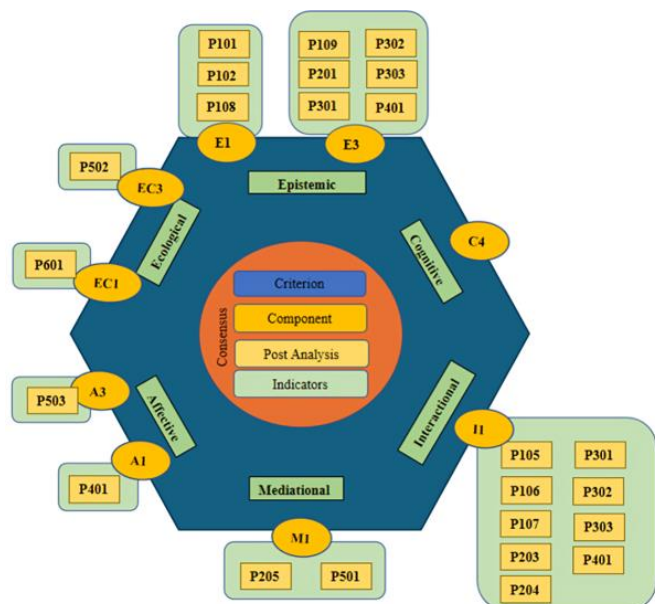 P101
P102
P108
E1
P109
P302
P201
P303
P301
P401
E3
P502
EC3
Epistemic
Ecological
Cognitive
C4
P601
EC1
Consensus
Criterion
Component
Post Analysis
Indicators
P503
A3
Affective
A1
P401
Interactional
I1
P105
P301
P106
P302
P107
P303
P203
P401
P204
Mediational
M1
P205
P501